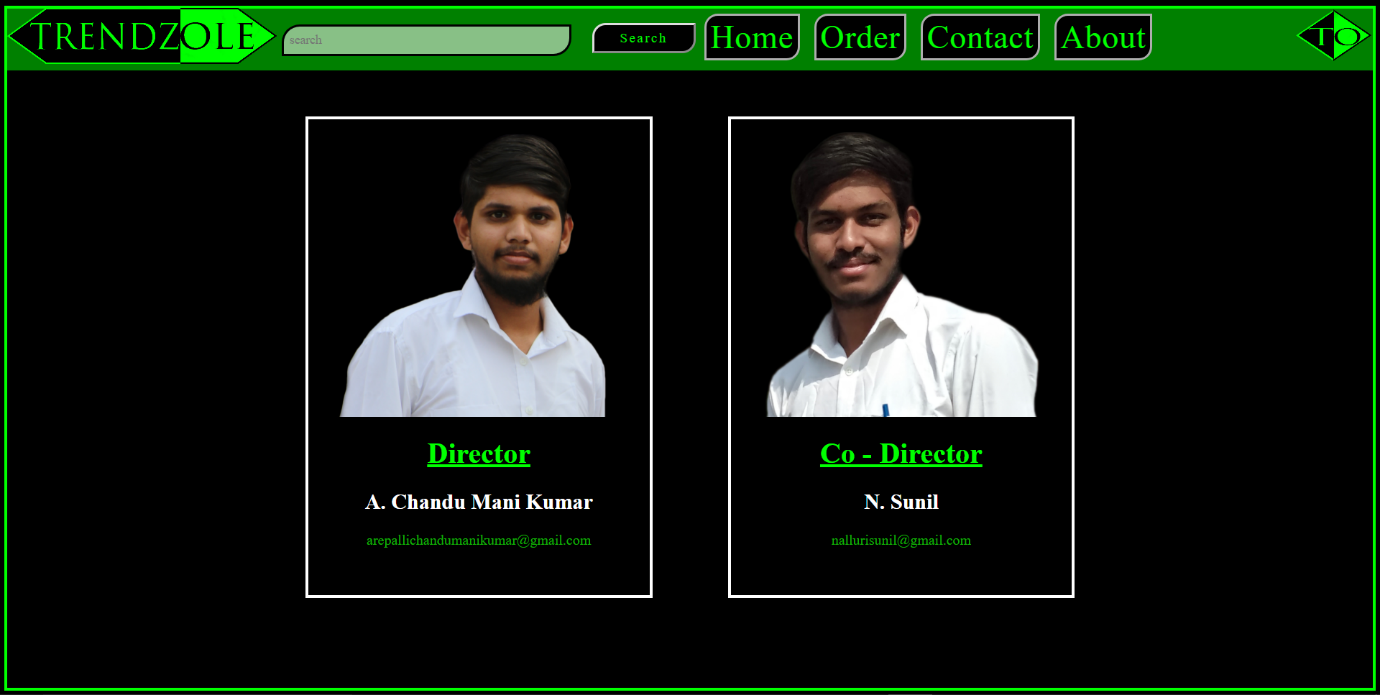 TRENDZOLE
search
Search
Home
Order
Contact
About
TO
Director
A. Chandu Mani Kumar
arepallichandumanikumar@gmail.com
Co - Director
N. Sunil
nallurisunil@gmail.com